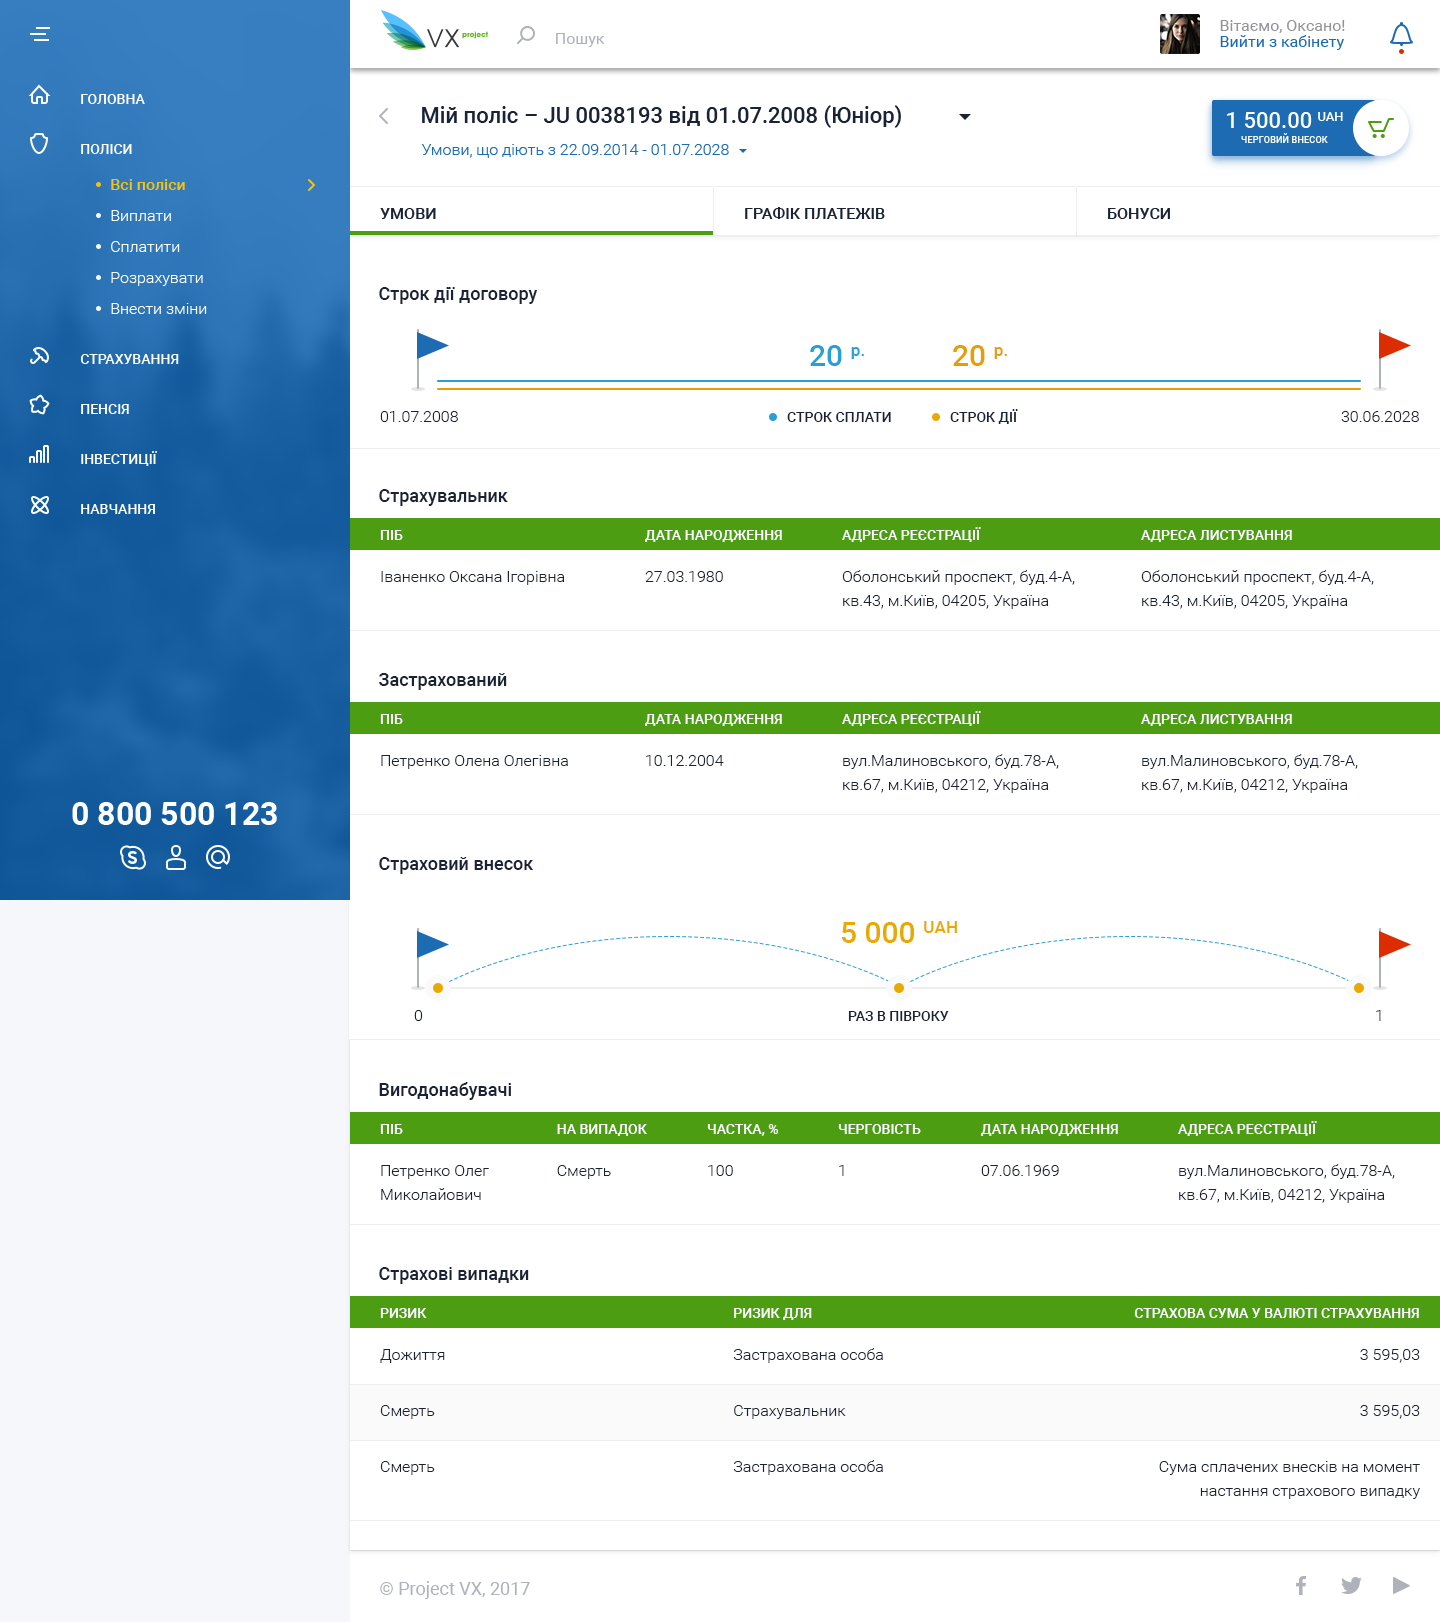 ГОЛОВНА
ПОЛІСИ
Всі поліси
Виплати
Сплатити
Розрахувати
Внести зміни
СТРАХУВАННЯ
ПЕНСІЯ
ІНВЕСТИЦІЇ
НАВЧАННЯ
0 800 500 123
VX project
Пошук
Вітаємо, Оксано!
Вийти з кабінету
Мій поліс – JU 0038193 від 01.07.2008 (Юніор)
Умови, що діють з 22.09.2014 - 01.07.2028
1 500.00 UAH
ЧЕРГОВИЙ ВНЕСОК
УМОВИ ГРАФІК ПЛАТЕЖІВ БОНУСИ
Строк дії договору
20 р. 20 р.
01.07.2008 СТРОК СПЛАТИ СТРОК ДІЇ 30.06.2028
Страхувальник
ПІБ ДАТА НАРОДЖЕННЯ АДРЕСА РЕЄСТРАЦІЇ АДРЕСА ЛИСТУВАННЯ
Іваненко Оксана Ігорівна 27.03.1980 Оболонський проспект, буд.4-А, Оболонський проспект, буд.4-А,
кв.43, м.Київ, 04205, Україна кв.43, м.Київ, 04205, Україна
Застрахований
ПІБ ДАТА НАРОДЖЕННЯ АДРЕСА РЕЄСТРАЦІЇ АДРЕСА ЛИСТУВАННЯ
Петренко Олена Олегівна 10.12.2004 вул.Малиновського, буд.78-А, вул.Малиновського, буд.78-А,
кв.67, м.Київ, 04212, Україна кв.67, м.Київ, 04212, Україна
Страховий внесок
5 000 UAH
0 РАЗ В ПІВРОКУ 1
Вигодонабувачі
ПІБ НА ВИПАДОК ЧАСТКА, % ЧЕРГОВІСТЬ ДАТА НАРОДЖЕННЯ АДРЕСА РЕЄСТРАЦІЇ
Петренко Олег Смерть 100 1 07.06.1969 вул.Малиновського, буд.78-А,
Миколайович кв.67, м.Київ, 04212, Україна
Страхові випадки
РИЗИК РИЗИК ДЛЯ СТРАХОВА СУМА У ВАЛЮТІ СТРАХУВАННЯ
Дожиття Застрахована особа 3 595,03
Смерть Страхувальник 3 595,03
Смерть Застрахована особа Сума сплачених внесків на момент
настання страхового випадку
© Project VX, 2017